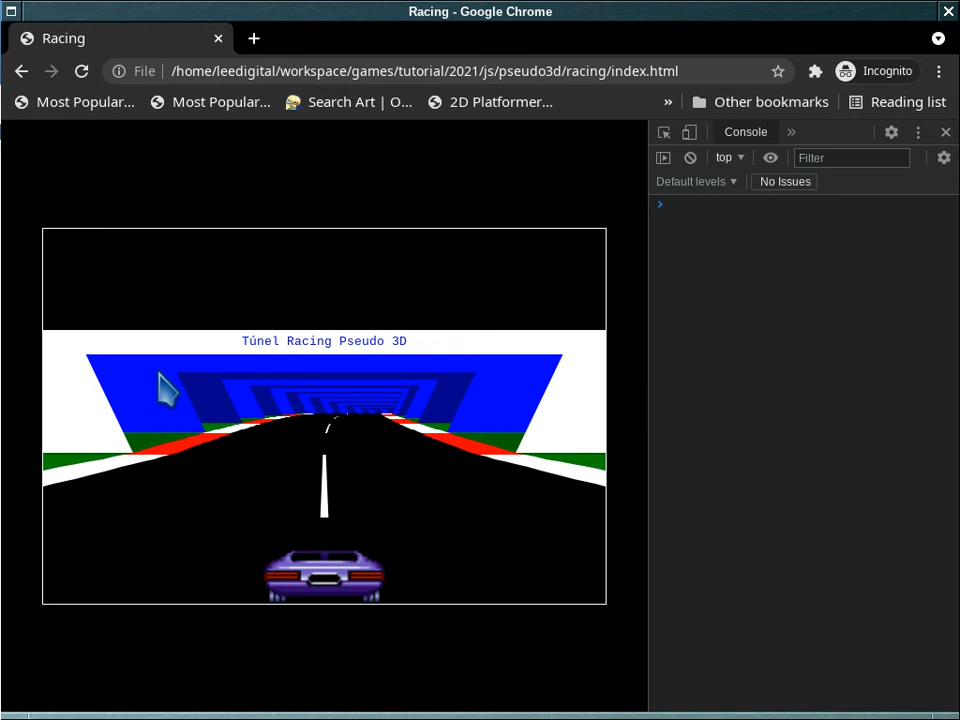 Racing - Google Chrome
Racing
File | /home/leedigital/workspace/games/tutorial/2021/js/pseudo3d/racing/index.html
Incognito
Most Popular... Most Popular... Search Art | O... 2D Platformer... » Other bookmarks Reading list
Console »
top Filter
Default levels No Issues
Túnel Racing Pseudo 3D